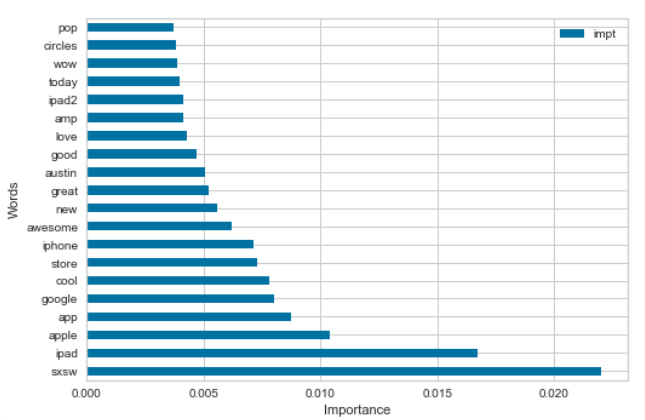 pop
circles
wow
today
ipad2
amp
love
good
austin
great
new
awesome
iphone
store
cool
google
app
apple
ipad
sxsw
Words
impt
0.000 0.005 0.010 0.015 0.020
Importance